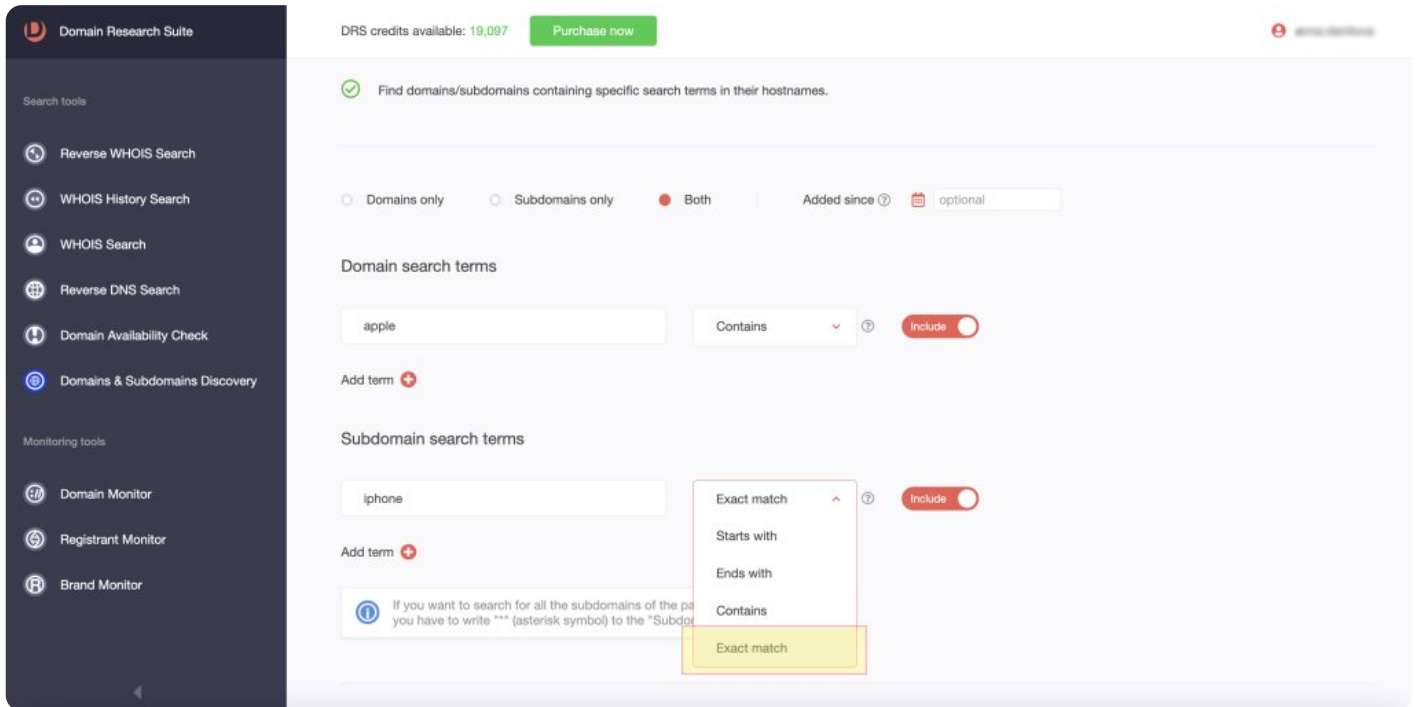 Domain Research Suite
DRS credits available: 19,097
Purchase now
Search tools
Reverse WHOIS Search
WHOIS History Search
WHOIS Search
Reverse DNS Search
Domain Availability Check
Domains & Subdomains Discovery
Monitoring tools
Domain Monitor
Registrant Monitor
Brand Monitor
Find domains/subdomains containing specific search terms in their hostnames.
Domains only
Subdomains only
Both
Added since
optional
Domain search terms
apple
Contains
Include
Add term
Subdomain search terms
iphone
Exact match
Include
Starts with
Ends with
Contains
Exact match
Add term
If you want to search for all the subdomains of the pa
you have to write "*" (asterisk symbol) to the "Subdo